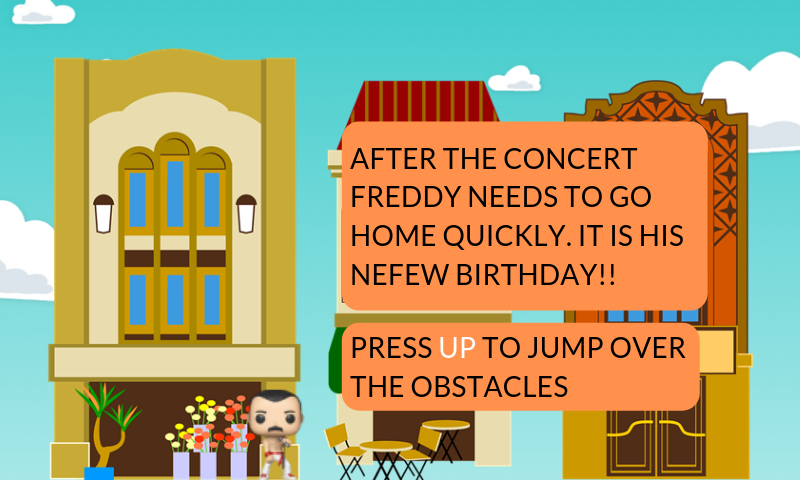 AFTER THE CONCERT
FREDDY NEEDS TO GO
HOME QUICKLY. IT IS HIS
NEFEW BIRTHDAY!!
PRESS UP TO JUMP OVER
THE OBSTACLES